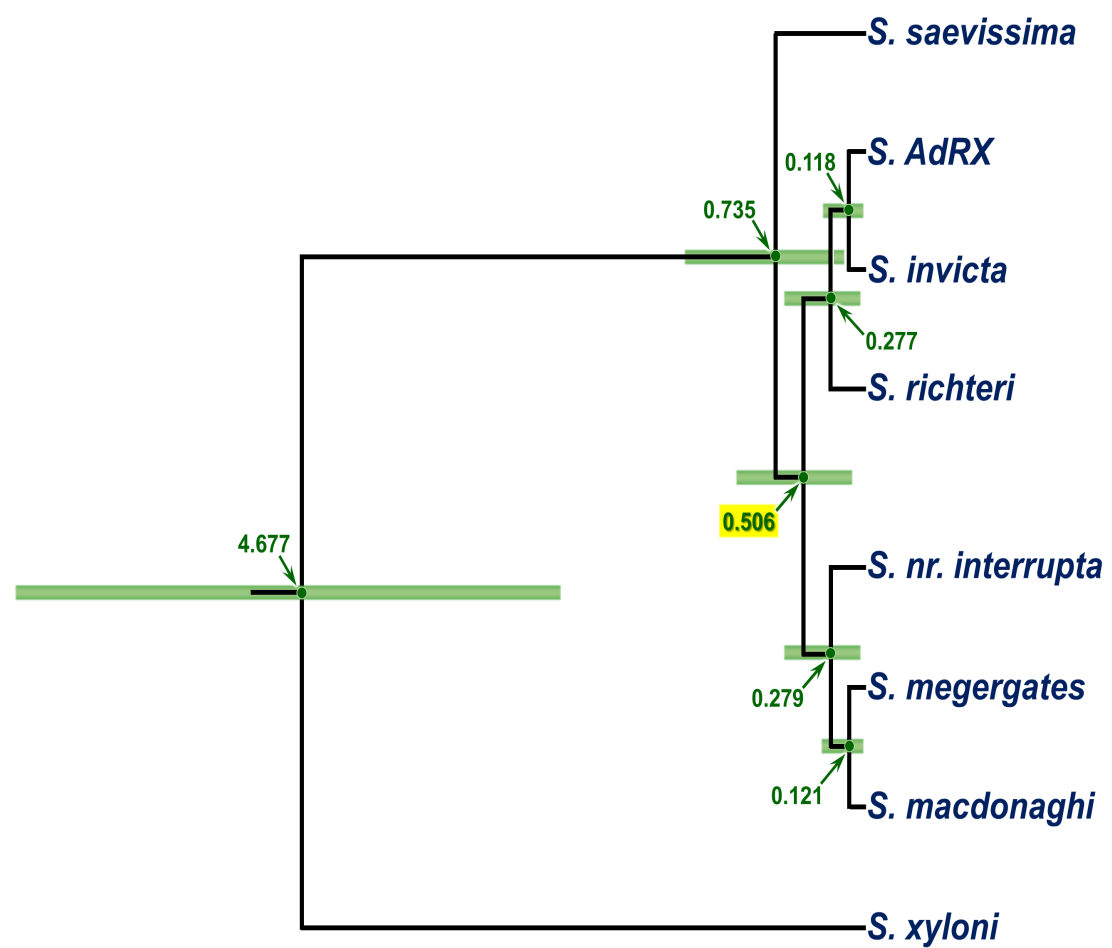 S. saevissima
S. AdRX
0.118
0.735
S. invicta
0.277
S. richteri
0.506
4.677
S. nr. interrupta
S. megergates
0.279
0.121
S. macdonaghi
S. xyloni